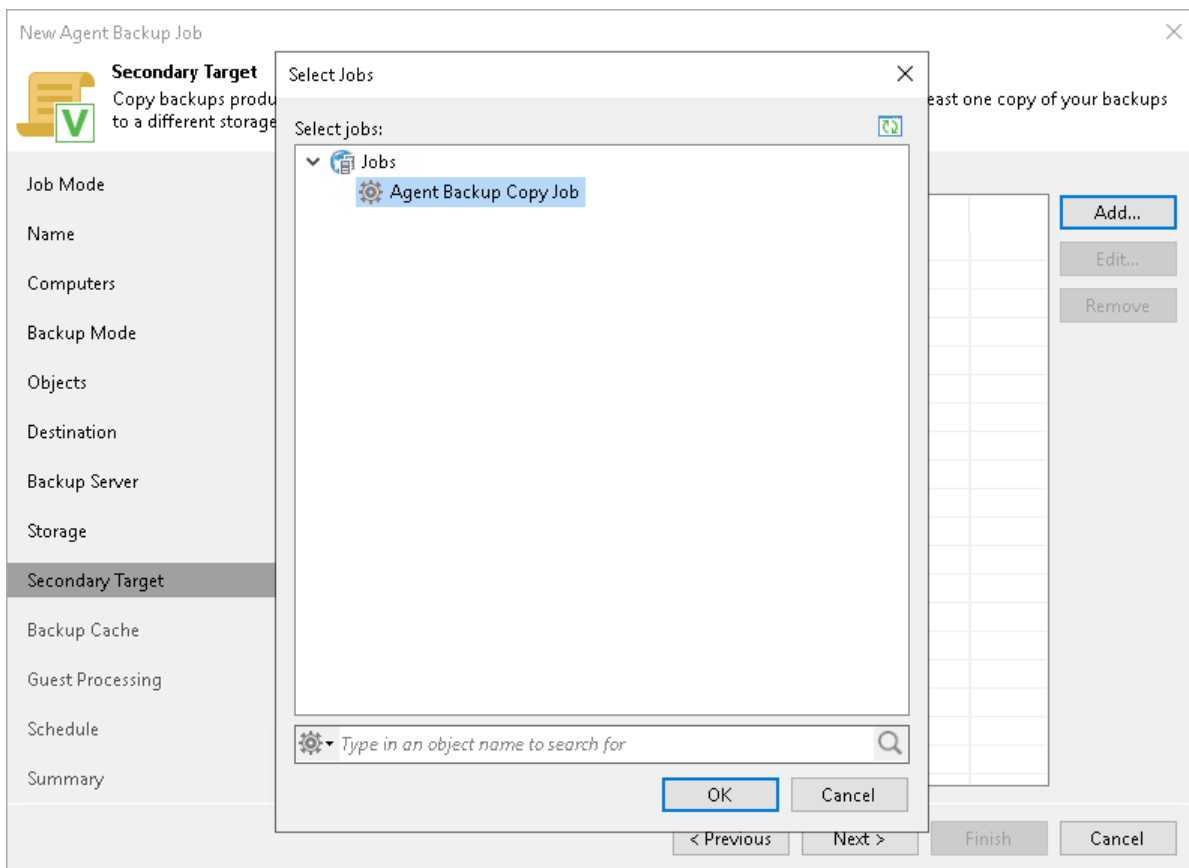 New Agent Backup Job
Secondary Target
Copy backups produ
east one copy of your backups
to a different storage
Job Mode
Name
Computers
Backup Mode
Objects
Destination
Backup Server
Storage
Secondary Target
Backup Cache
Guest Processing
Schedule
Summary
Select Jobs
Select jobs:
Jobs
Agent Backup Copy Job
Type in an object name to search for
OK
Cancel
Add...
Edit...
Remove
< Previous
Next >
Finish
Cancel